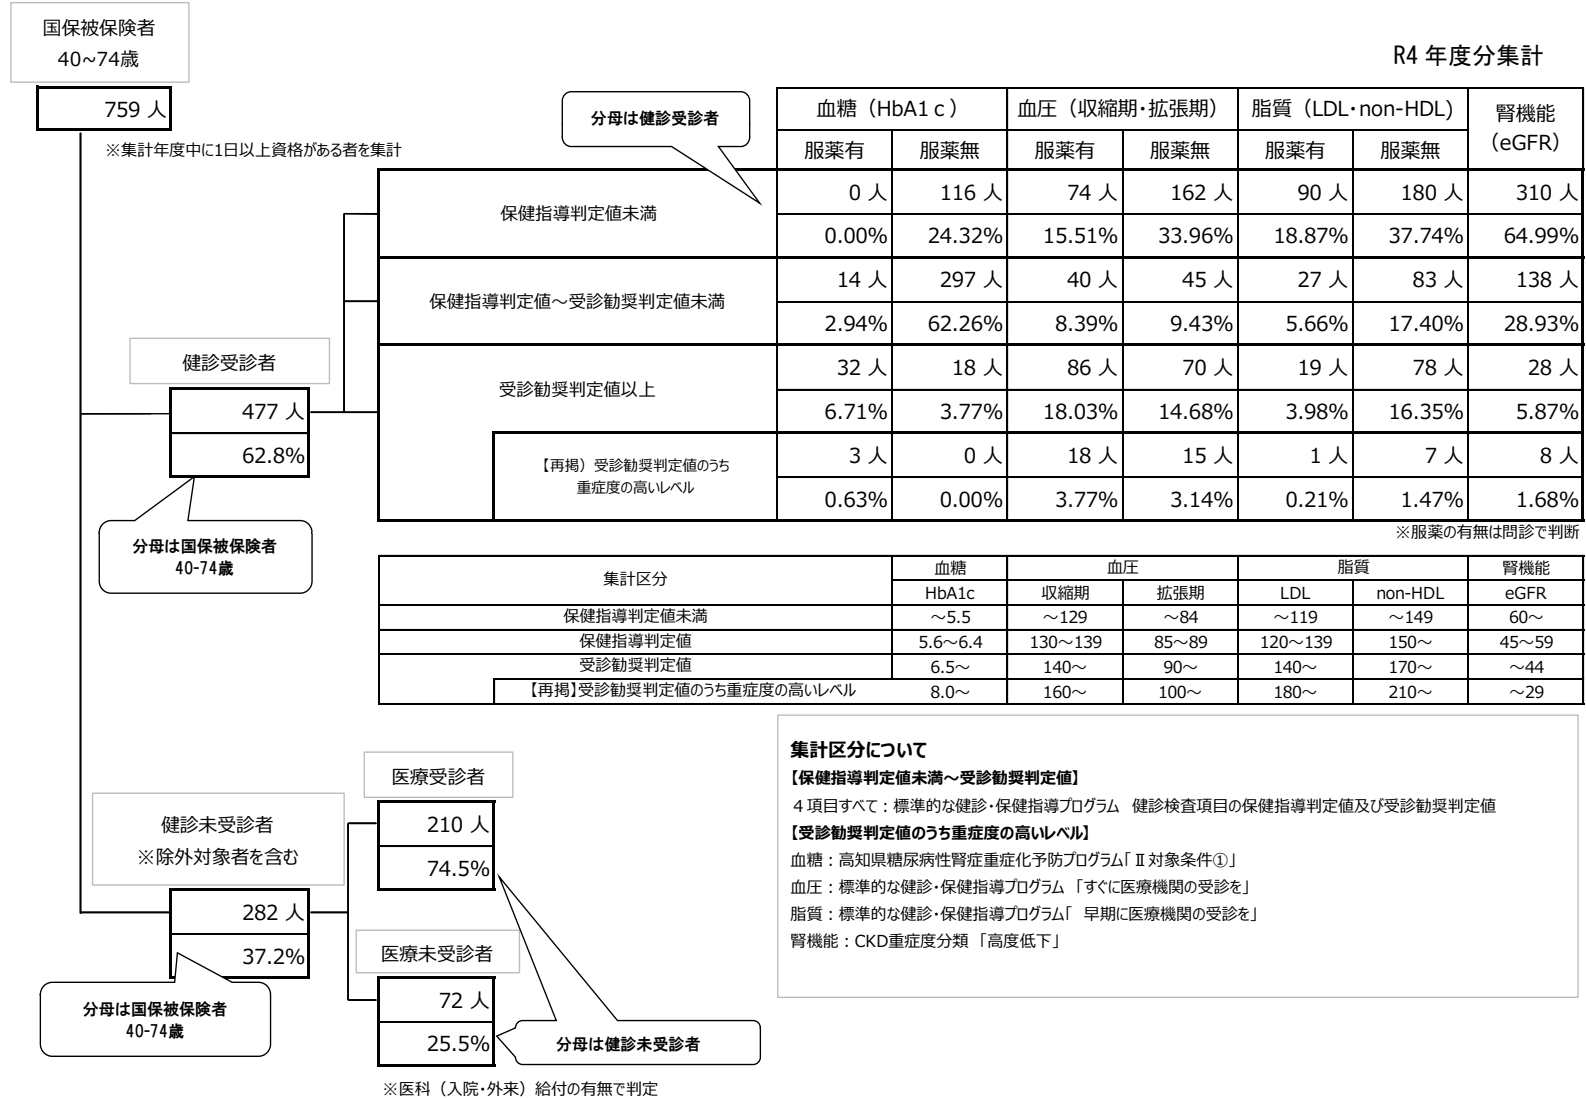 国保被保険者
40~74歳
759 人
※集計年度中に1日以上資格がある者を集計
R4 年度分集計
分母は健診受診者
血糖（HbA1ｃ） 血圧（収縮期・拡張期） 脂質（LDL・non-HDL） 腎機能
（eGFR）
服薬有 服薬無 服薬有 服薬無 服薬有 服薬無
保健指導判定値未満
0 人 116 人 74 人 162 人 90 人 180 人 310 人
0.00% 24.32% 15.51% 33.96% 18.87% 37.74% 64.99%
保健指導判定値～受診勧奨判定値未満
14 人 297 人 40 人 45 人 27 人 83 人 138 人
2.94% 62.26% 8.39% 9.43% 5.66% 17.40% 28.93%
受診勧奨判定値以上
32 人 18 人 86 人 70 人 19 人 78 人 28 人
6.71% 3.77% 18.03% 14.68% 3.98% 16.35% 5.87%
【再掲）受診勧奨判定値のうち
重症度の高いレベル
3 人 0 人 18 人 15 人 1 人 7 人 8 人
0.63% 0.00% 3.77% 3.14% 0.21% 1.47% 1.68%
※服薬の有無は問診で判断
健診受診者
477 人
62.8%
分母は国保被保険者
40-74歳
集計区分 血糖 血圧 脂質 腎機能
HbA1c 収縮期 拡張期 LDL non-HDL eGFR
保健指導判定値未満 ～5.5 ～129 ～84 ～119 ～149 60～
保健指導判定値 5.6～6.4 130～139 85～89 120～139 150～ 45～59
受診勧奨判定値 6.5～ 140～ 90～ 140～ 170～ ～44
【再掲】受診勧奨判定値のうち重症度の高いレベル 8.0～ 160～ 100～ 180～ 210～ ～29
集計区分について
【保健指導判定値未満～受診勧奨判定値】
４項目すべて：標準的な健診・保健指導プログラム 健診検査項目の保健指導判定値及び受診勧奨判定値
【受診勧奨判定値のうち重症度の高いレベル】
血糖：高知県糖尿病性腎症重症化予防プログラム「Ⅱ対象条件①」
血圧：標準的な健診・保健指導プログラム 「すぐに医療機関の受診を」
脂質：標準的な健診・保健指導プログラム「 早期に医療機関の受診を」
腎機能：CKD重症度分類 「高度低下」
健診未受診者
※除外対象者を含む
282 人
37.2%
分母は国保被保険者
40-74歳
医療受診者
210 人
74.5%
医療未受診者
72 人
25.5%
分母は健診未受診者
※医科（入院・外来）給付の有無で判定